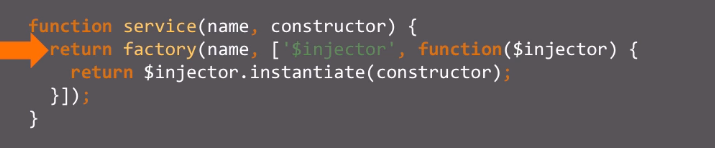 function service(name, constructor) {
return factory(name, ['$injector', function($injector) {
return $injector.instantiate(constructor);
}]);
}